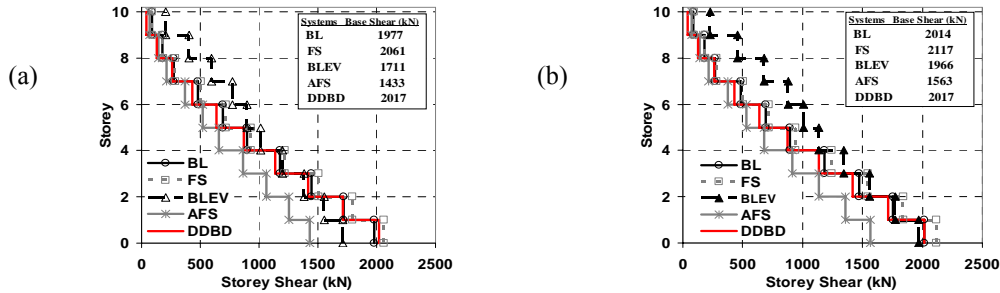 (a)
Storey
10
8
6
4
2
0
Systems Base Shear (kN)
BL 1977
FS 2061
BLEV 1711
AFS 1433
DDBD 2017
BL
FS
BLEV
AFS
DDBD
0 500 1000 1500 2000 2500
Storey Shear (kN)
(b)
Storey
10
8
6
4
2
0
Systems Base Shear (kN)
BL 2014
FS 2117
BLEV 1966
AFS 1563
DDBD 2017
BL
FS
BLEV
AFS
DDBD
0 500 1000 1500 2000 2500
Storey Shear (kN)